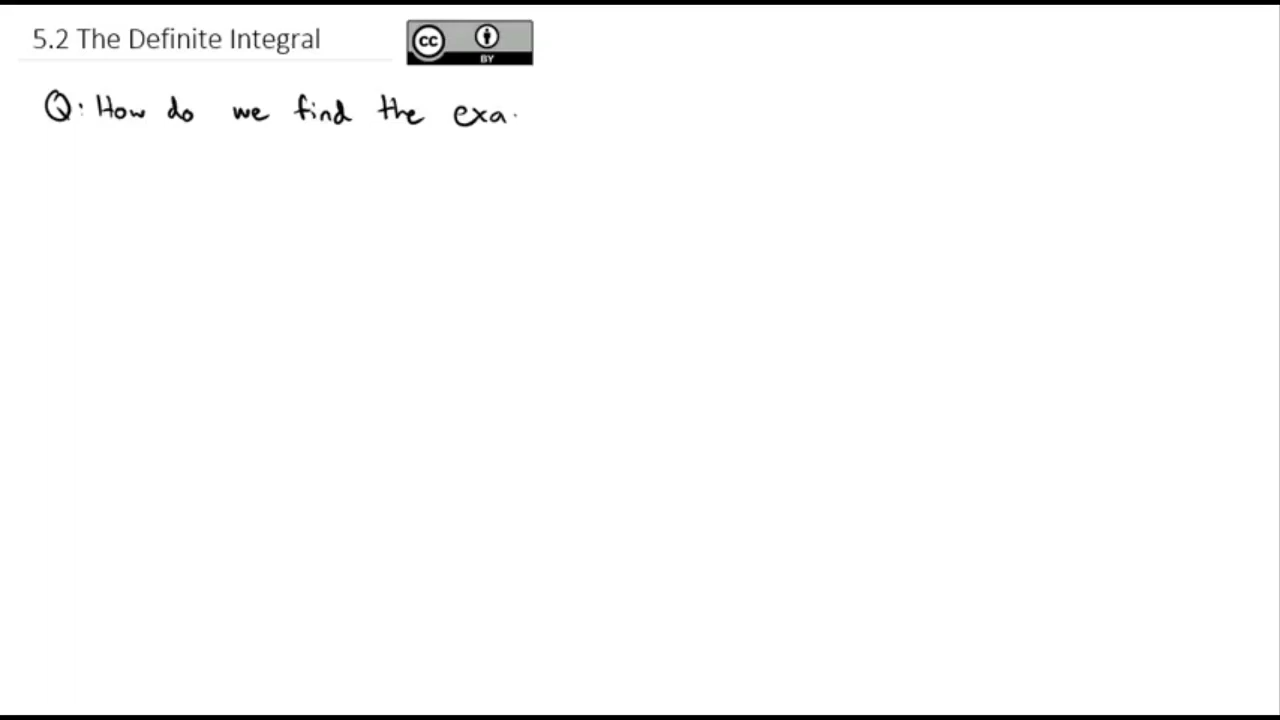 5.2 The Definite Integral
CC BY
Q: How do we find the exa